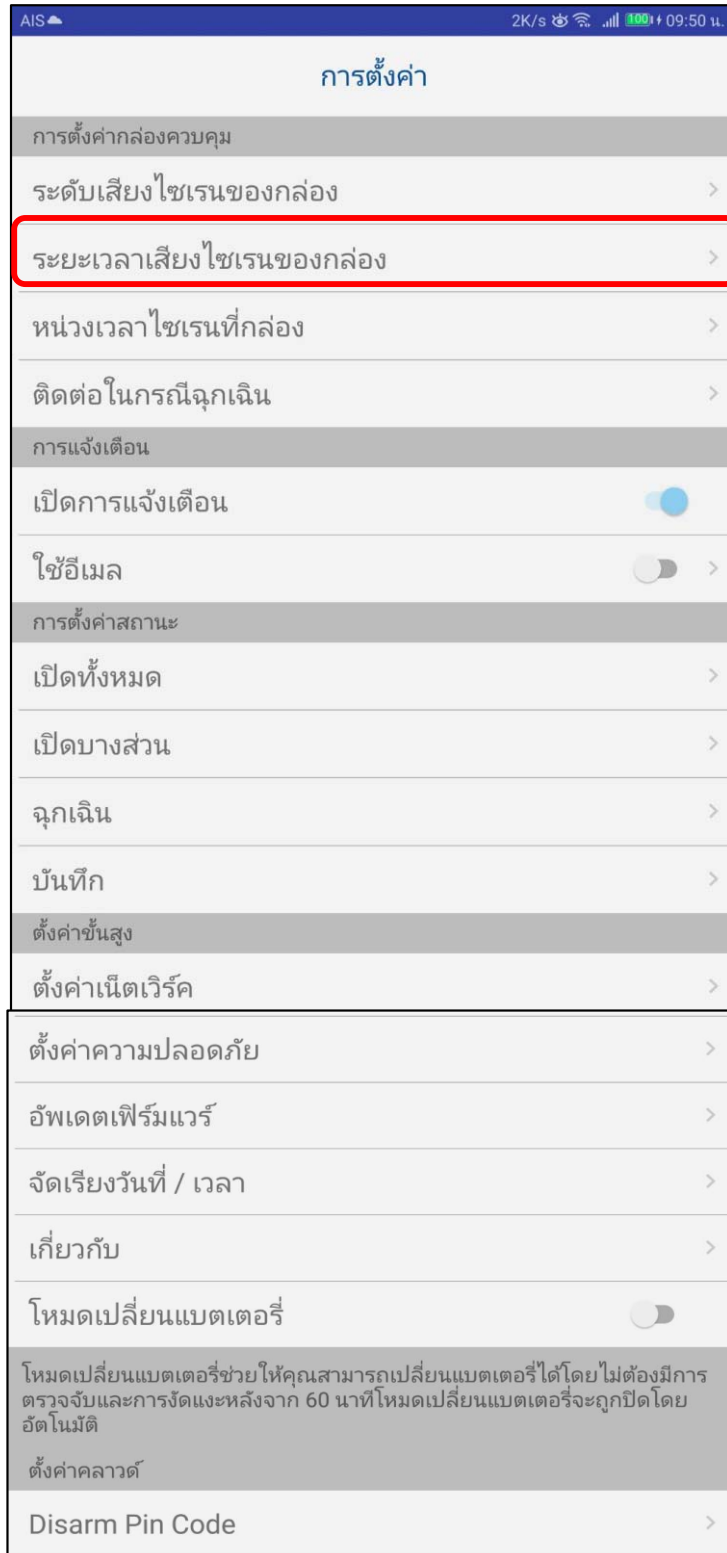 AIS 2K/s 100 09:50 น.
การตั้งค่า
การตั้งค่ากล่องควบคุม
ระดับเสียงไซเรนของกล่อง
ระยะเวลาเสียงไซเรนของกล่อง
หน่วงเวลาไซเรนที่กล่อง
ติดต่อในกรณีฉุกเฉิน
การแจ้งเตือน
เปิดการแจ้งเตือน
ใช้อีเมล
การตั้งค่าสถานะ
เปิดทั้งหมด
เปิดบางส่วน
ฉุกเฉิน
บันทึก
ตั้งค่าขั้นสูง
ตั้งค่าเน็ตเวิร์ค
ตั้งค่าความปลอดภัย
อัพเดตเฟิร์มแวร์
จัดเรียงวันที่ / เวลา
เกี่ยวกับ
โหมดเปลี่ยนแบตเตอรี่
โหมดเปลี่ยนแบตเตอรี่ช่วยให้คุณสามารถเปลี่ยนแบตเตอรี่ได้โดยไม่ต้องมีการ
ตรวจจับและการงัดแงะหลังจาก 60 นาทีโหมดเปลี่ยนแบตเตอรี่จะถูกปิดโดย
อัตโนมัติ
ตั้งค่าคลาวด์
Disarm Pin Code